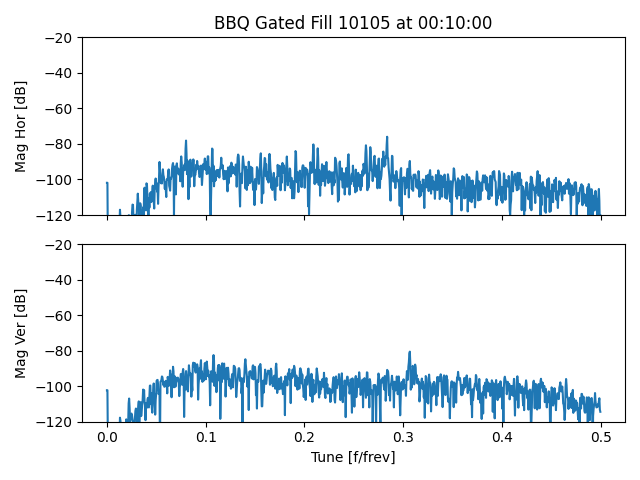 BBQ Gated Fill 10105 at 00:10:00
Mag Hor [dB]
−20
−40
−60
−80
−100
−120
Mag Ver [dB]
−20
−40
−60
−80
−100
−120
0.0 0.1 0.2 0.3 0.4 0.5
Tune [f/frev]